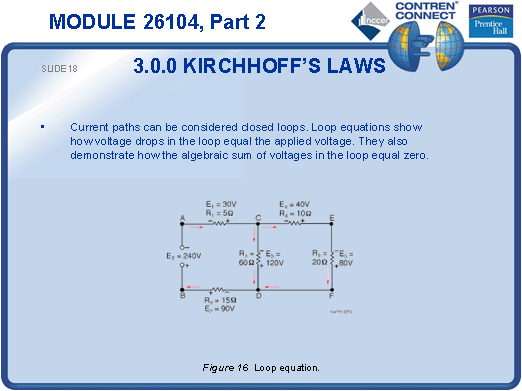 MODULE 26104, Part 2
nccer
CONTREN®
CONNECT
PEARSON
Prentice
Hall
SLIDE 18
3.0.0 KIRCHHOFF'S LAWS
• Current paths can be considered closed loops. Loop equations show
how voltage drops in the loop equal the applied voltage. They also
demonstrate how the algebraic sum of voltages in the loop equal zero.
E₁ = 30V
R₁ = 5Ω
E₄ = 40V
R₄ = 10Ω
A
− +
C
− +
E
E_T = 240V
−
+
R₃ =
60Ω
−
+
E₃ =
120V
R₅ =
20Ω
−
+
E₅ =
80V
B
+ −
D
F
R₂ = 15Ω
E₂ = 90V
Figure 16 Loop equation.